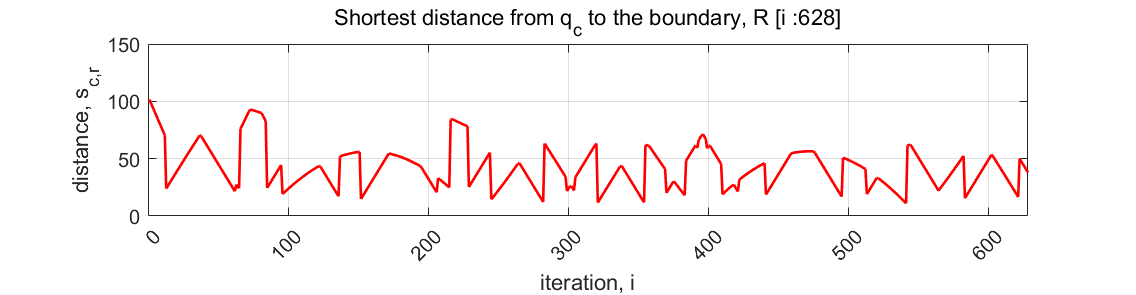 Shortest distance from q_c to the boundary, R [i :628]
150
100
50
0
distance, s_c,r
0 100 200 300 400 500 600
iteration, i